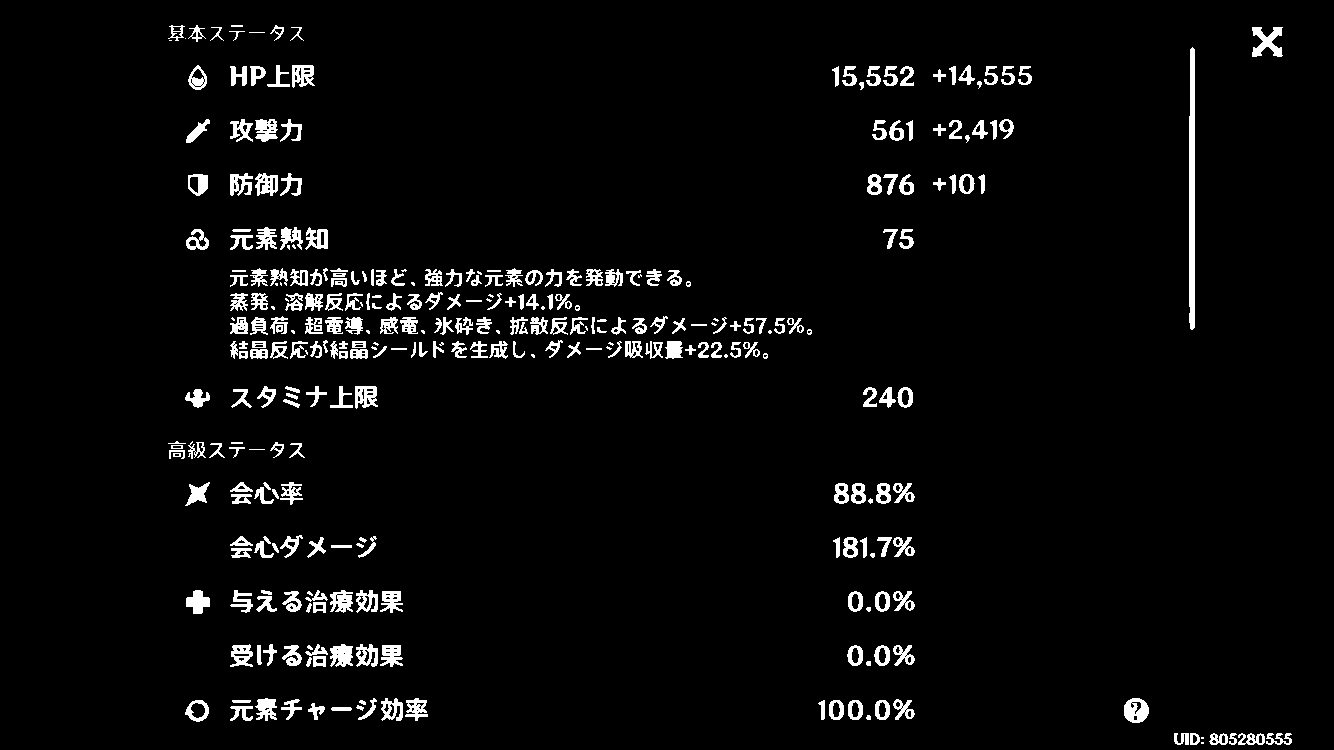 基本ステータス
HP上限 15,552 +14,555
攻撃力 561 +2,419
防御力 876 +101
元素熟知 75
元素熟知が高いほど、強力な元素の力を発動できる。
蒸発、溶解反応によるダメージ+14.1%。
過負荷、超電導、感電、氷砕き、拡散反応によるダメージ+57.5%。
結晶反応が結晶シールドを生成し、ダメージ吸収量+22.5%。
スタミナ上限 240
高級ステータス
会心率 88.8%
会心ダメージ 181.7%
与える治療効果 0.0%
受ける治療効果 0.0%
元素チャージ効率 100.0% ?
UID: 805280555